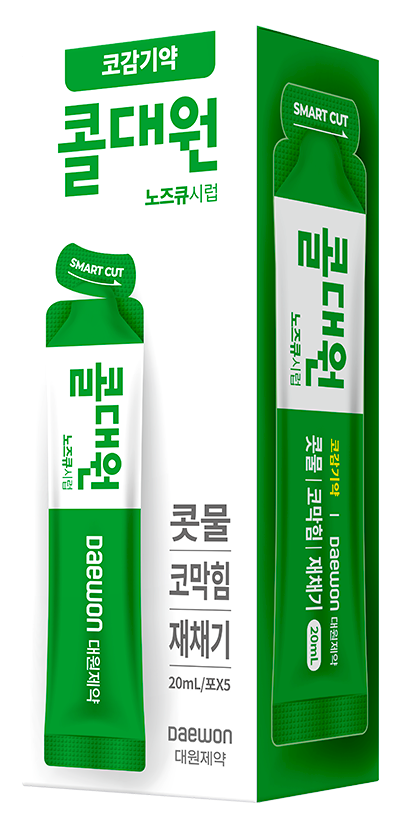 코감기약
콜대원
노즈큐시럽
SMART CUT
콜대원
노즈큐시럽
Daewon 대원제약
콧물
코막힘
재채기
20mL/포X5
Daewon
대원제약
SMART CUT
콜대원
노즈큐시럽
코감기약 | Daewon 대원제약
콧물 | 코막힘 | 재채기 20mL